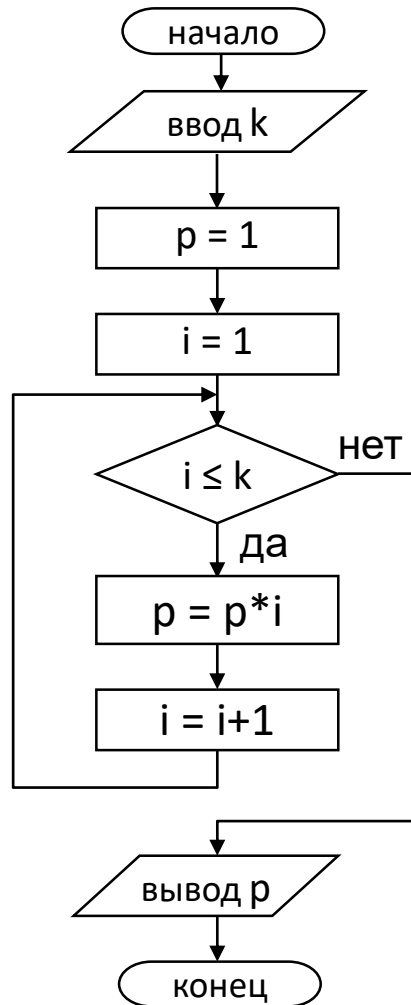 начало
ввод k
p = 1
i = 1
i ≤ k
нет
да
p = p*i
i = i+1
вывод p
конец